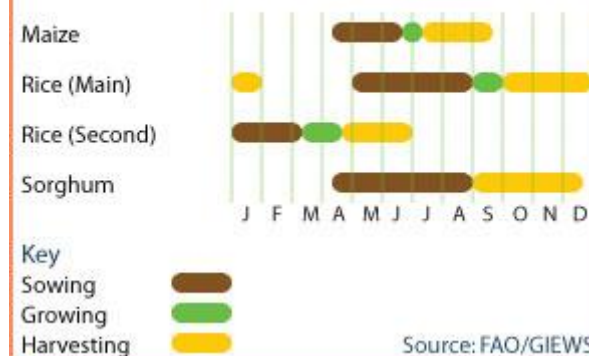 Maize
Rice (Main)
Rice (Second)
Sorghum
J F M A M J J A S O N D
Key
Sowing
Growing
Harvesting
Source: FAO/GIEWS